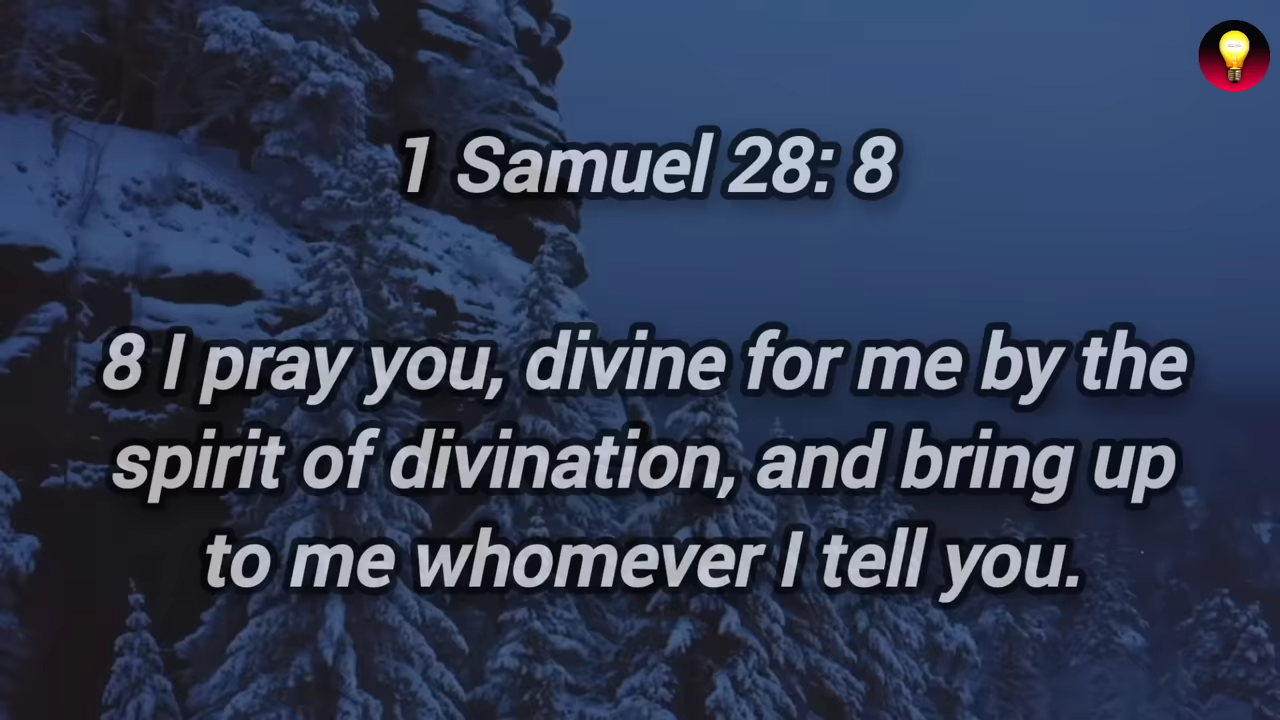 1 Samuel 28: 8
8 I pray you, divine for me by the
spirit of divination, and bring up
to me whomever I tell you.